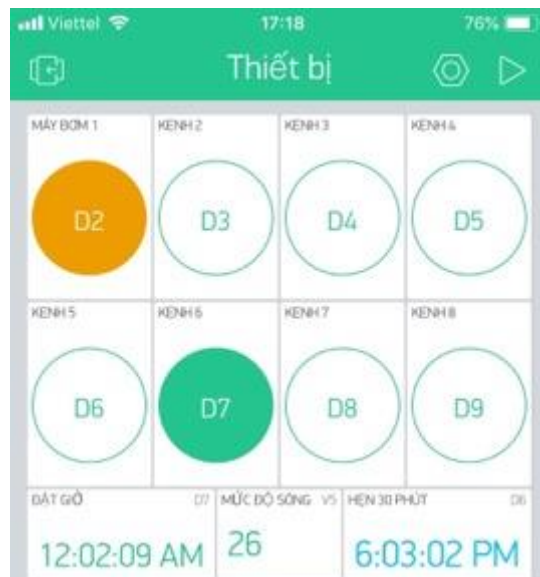 Viettel 17:18 76%
Thiết bị
MÁY BƠM 1 KENH 2 KENH 3 KENH 4
D2 D3 D4 D5
KENH 5 KENH 6 KENH 7 KENH 8
D6 D7 D8 D9
ĐẶT GIỜ D7 MỨC ĐỘ SÓNG V5 HẸN 30 PHÚT D6
12:02:09 AM 26 6:03:02 PM